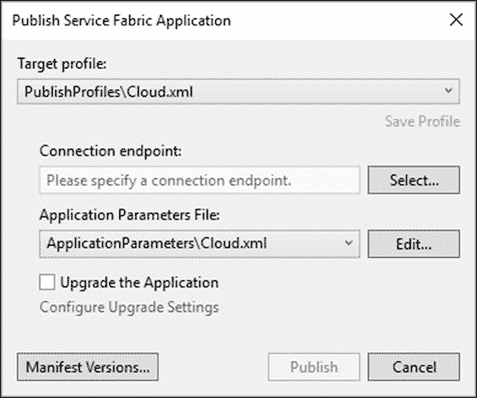 Publish Service Fabric Application
Target profile:
PublishProfiles\Cloud.xml
Save Profile
Connection endpoint:
Please specify a connection endpoint.
Select...
Application Parameters File:
ApplicationParameters\Cloud.xml
Edit...
Upgrade the Application
Configure Upgrade Settings
Manifest Versions...
Publish
Cancel